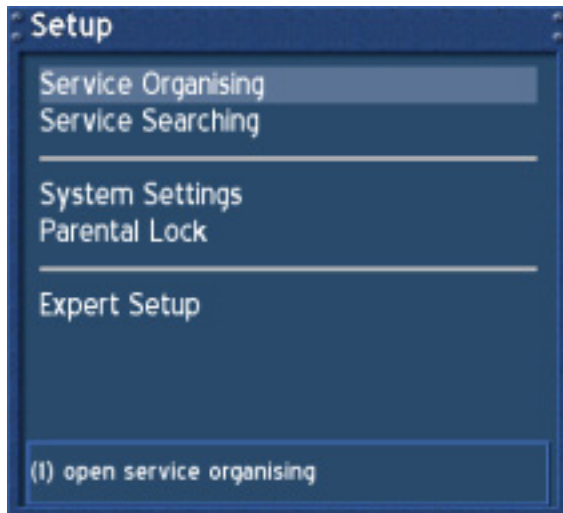 Setup
Service Organising
Service Searching
System Settings
Parental Lock
Expert Setup
(1) open service organising